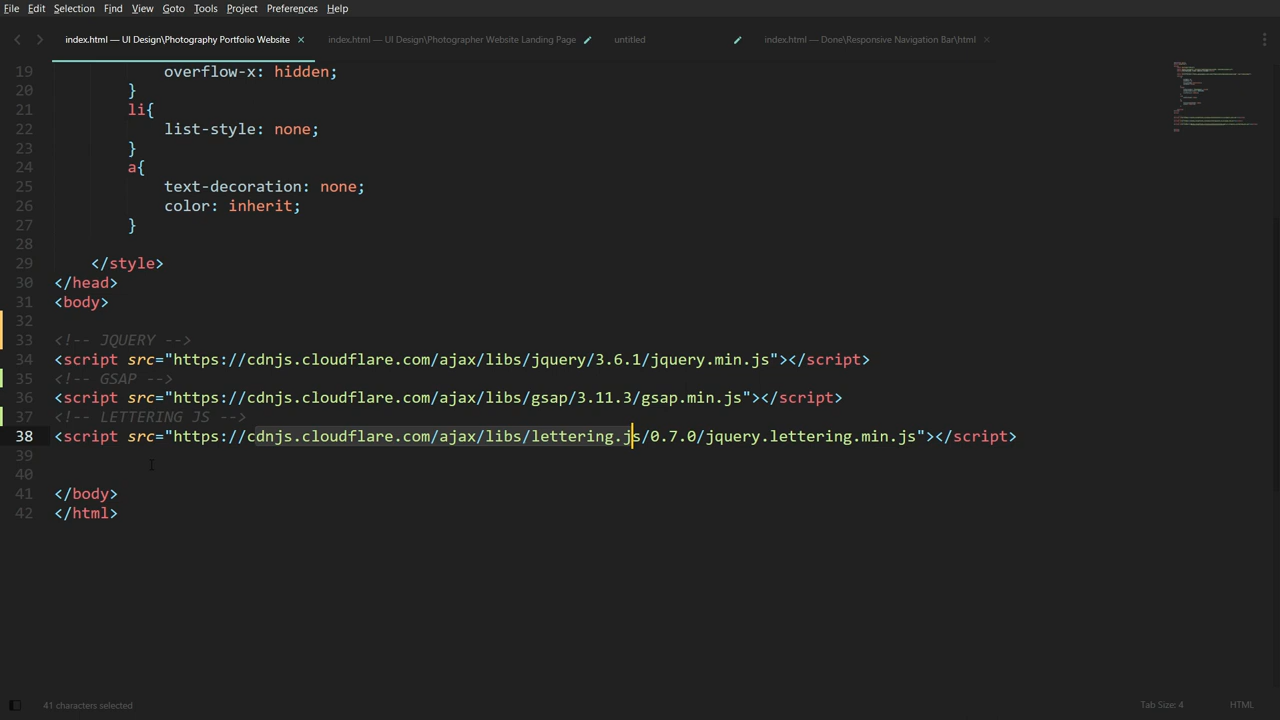 File Edit Selection Find View Goto Tools Project Preferences Help
index.html — UI Design\Photography Portfolio Website × index.html — UI Design\Photographer Website Landing Page untitled index.html — Done\Responsive Navigation Bar\html ×
19 overflow-x: hidden;
20 }
21 li{
22 list-style: none;
23 }
24 a{
25 text-decoration: none;
26 color: inherit;
27 }
28
29 </style>
30 </head>
31 <body>
32
33 <!-- JQUERY -->
34 <script src="https://cdnjs.cloudflare.com/ajax/libs/jquery/3.6.1/jquery.min.js"></script>
35 <!-- GSAP -->
36 <script src="https://cdnjs.cloudflare.com/ajax/libs/gsap/3.11.3/gsap.min.js"></script>
37 <!-- LETTERING JS -->
38 <script src="https://cdnjs.cloudflare.com/ajax/libs/lettering.js/0.7.0/jquery.lettering.min.js"></script>
39
40
41 </body>
42 </html>
41 characters selected Tab Size: 4 HTML